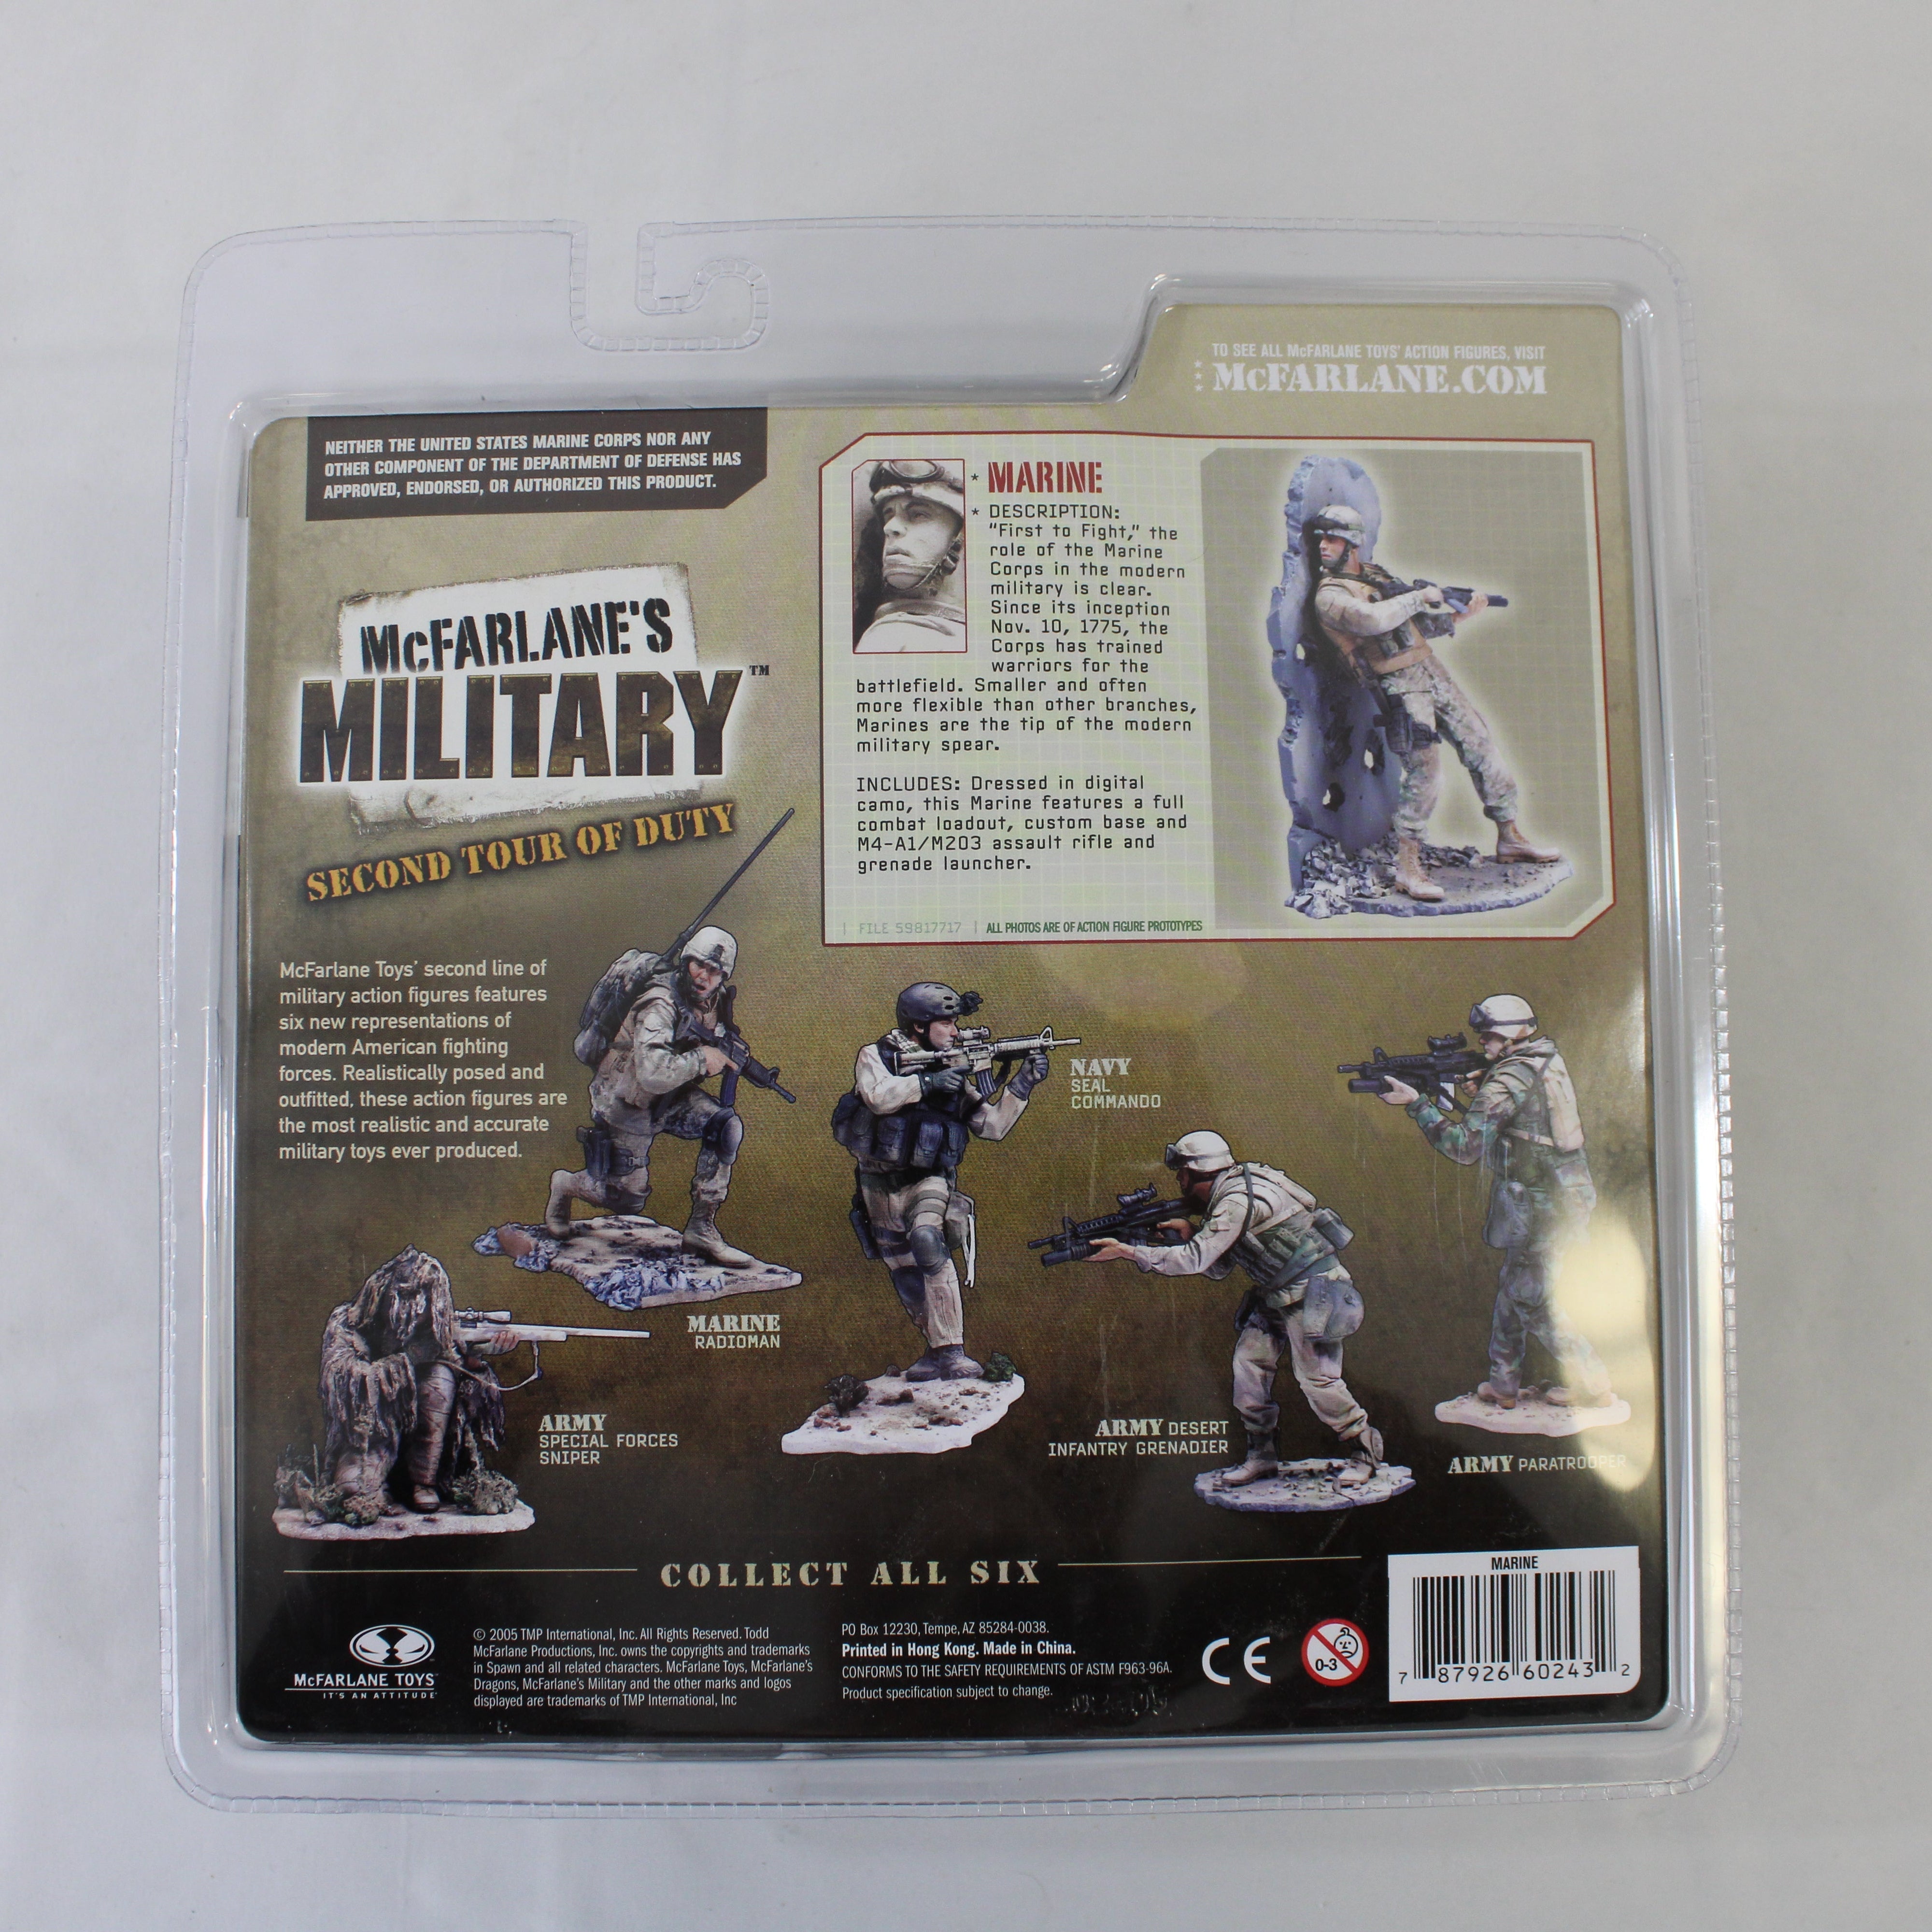 TO SEE ALL McFARLANE TOYS' ACTION FIGURES, VISIT
McFARLANE.COM
NEITHER THE UNITED STATES MARINE CORPS NOR ANY
OTHER COMPONENT OF THE DEPARTMENT OF DEFENSE HAS
APPROVED, ENDORSED, OR AUTHORIZED THIS PRODUCT.
McFARLANE'S
MILITARY™
SECOND TOUR OF DUTY
* MARINE
* DESCRIPTION:
"First to Fight," the
role of the Marine
Corps in the modern
military is clear.
Since its inception
Nov. 10, 1775, the
Corps has trained
warriors for the
battlefield. Smaller and often
more flexible than other branches,
Marines are the tip of the modern
military spear.
INCLUDES: Dressed in digital
camo, this Marine features a full
combat loadout, custom base and
M4-A1/M203 assault rifle and
grenade launcher.
| FILE 59817717 | ALL PHOTOS ARE OF ACTION FIGURE PROTOTYPES
McFarlane Toys' second line of
military action figures features
six new representations of
modern American fighting
forces. Realistically posed and
outfitted, these action figures are
the most realistic and accurate
military toys ever produced.
NAVY
SEAL
COMMANDO
MARINE
RADIOMAN
ARMY
SPECIAL FORCES
SNIPER
ARMY DESERT
INFANTRY GRENADIER
ARMY PARATROOPER
COLLECT ALL SIX
McFARLANE TOYS
IT'S AN ATTITUDE
© 2005 TMP International, Inc. All Rights Reserved. Todd
McFarlane Productions, Inc. owns the copyrights and trademarks
in Spawn and all related characters. McFarlane Toys, McFarlane's
Dragons, McFarlane's Military and the other marks and logos
displayed are trademarks of TMP International, Inc
PO Box 12230, Tempe, AZ 85284-0038.
Printed in Hong Kong. Made in China.
CONFORMS TO THE SAFETY REQUIREMENTS OF ASTM F963-96A.
Product specification subject to change.
CE
0-3
MARINE
7 87926 60243 2